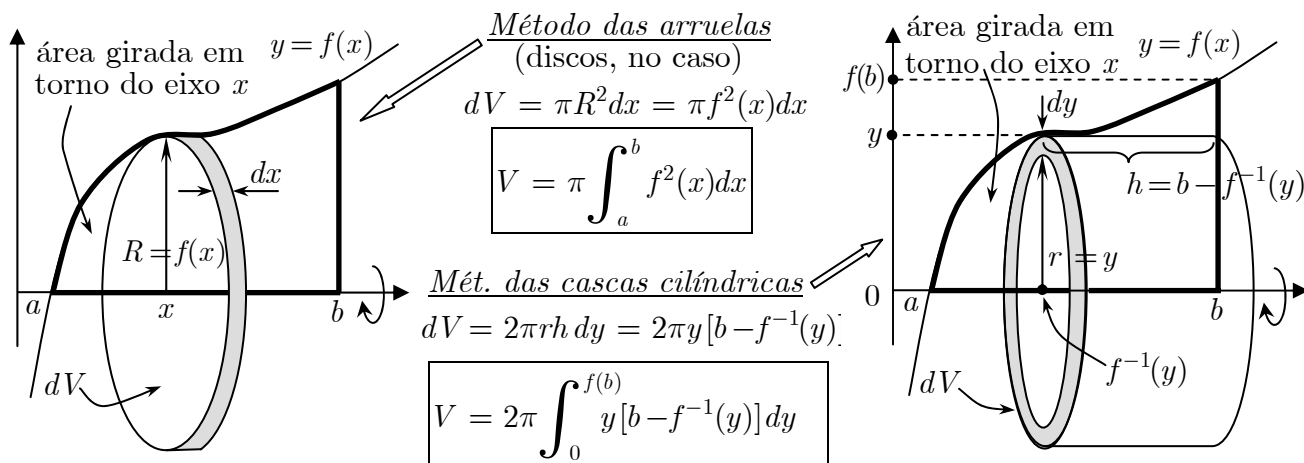 área girada em
torno do eixo x
y = f(x)
dx
R = f(x)
a
x
b
dV
Método das arruelas
(discos, no caso)
dV = πR²dx = πf²(x)dx
V = π∫_a^b f²(x)dx
Mét. das cascas cilíndricas
dV = 2πrh dy = 2πy[b−f⁻¹(y)]
V = 2π∫_0^{f(b)} y[b−f⁻¹(y)]dy
área girada em
torno do eixo x
y = f(x)
f(b)
dy
y
h = b − f⁻¹(y)
r = y
0
a
b
f⁻¹(y)
dV